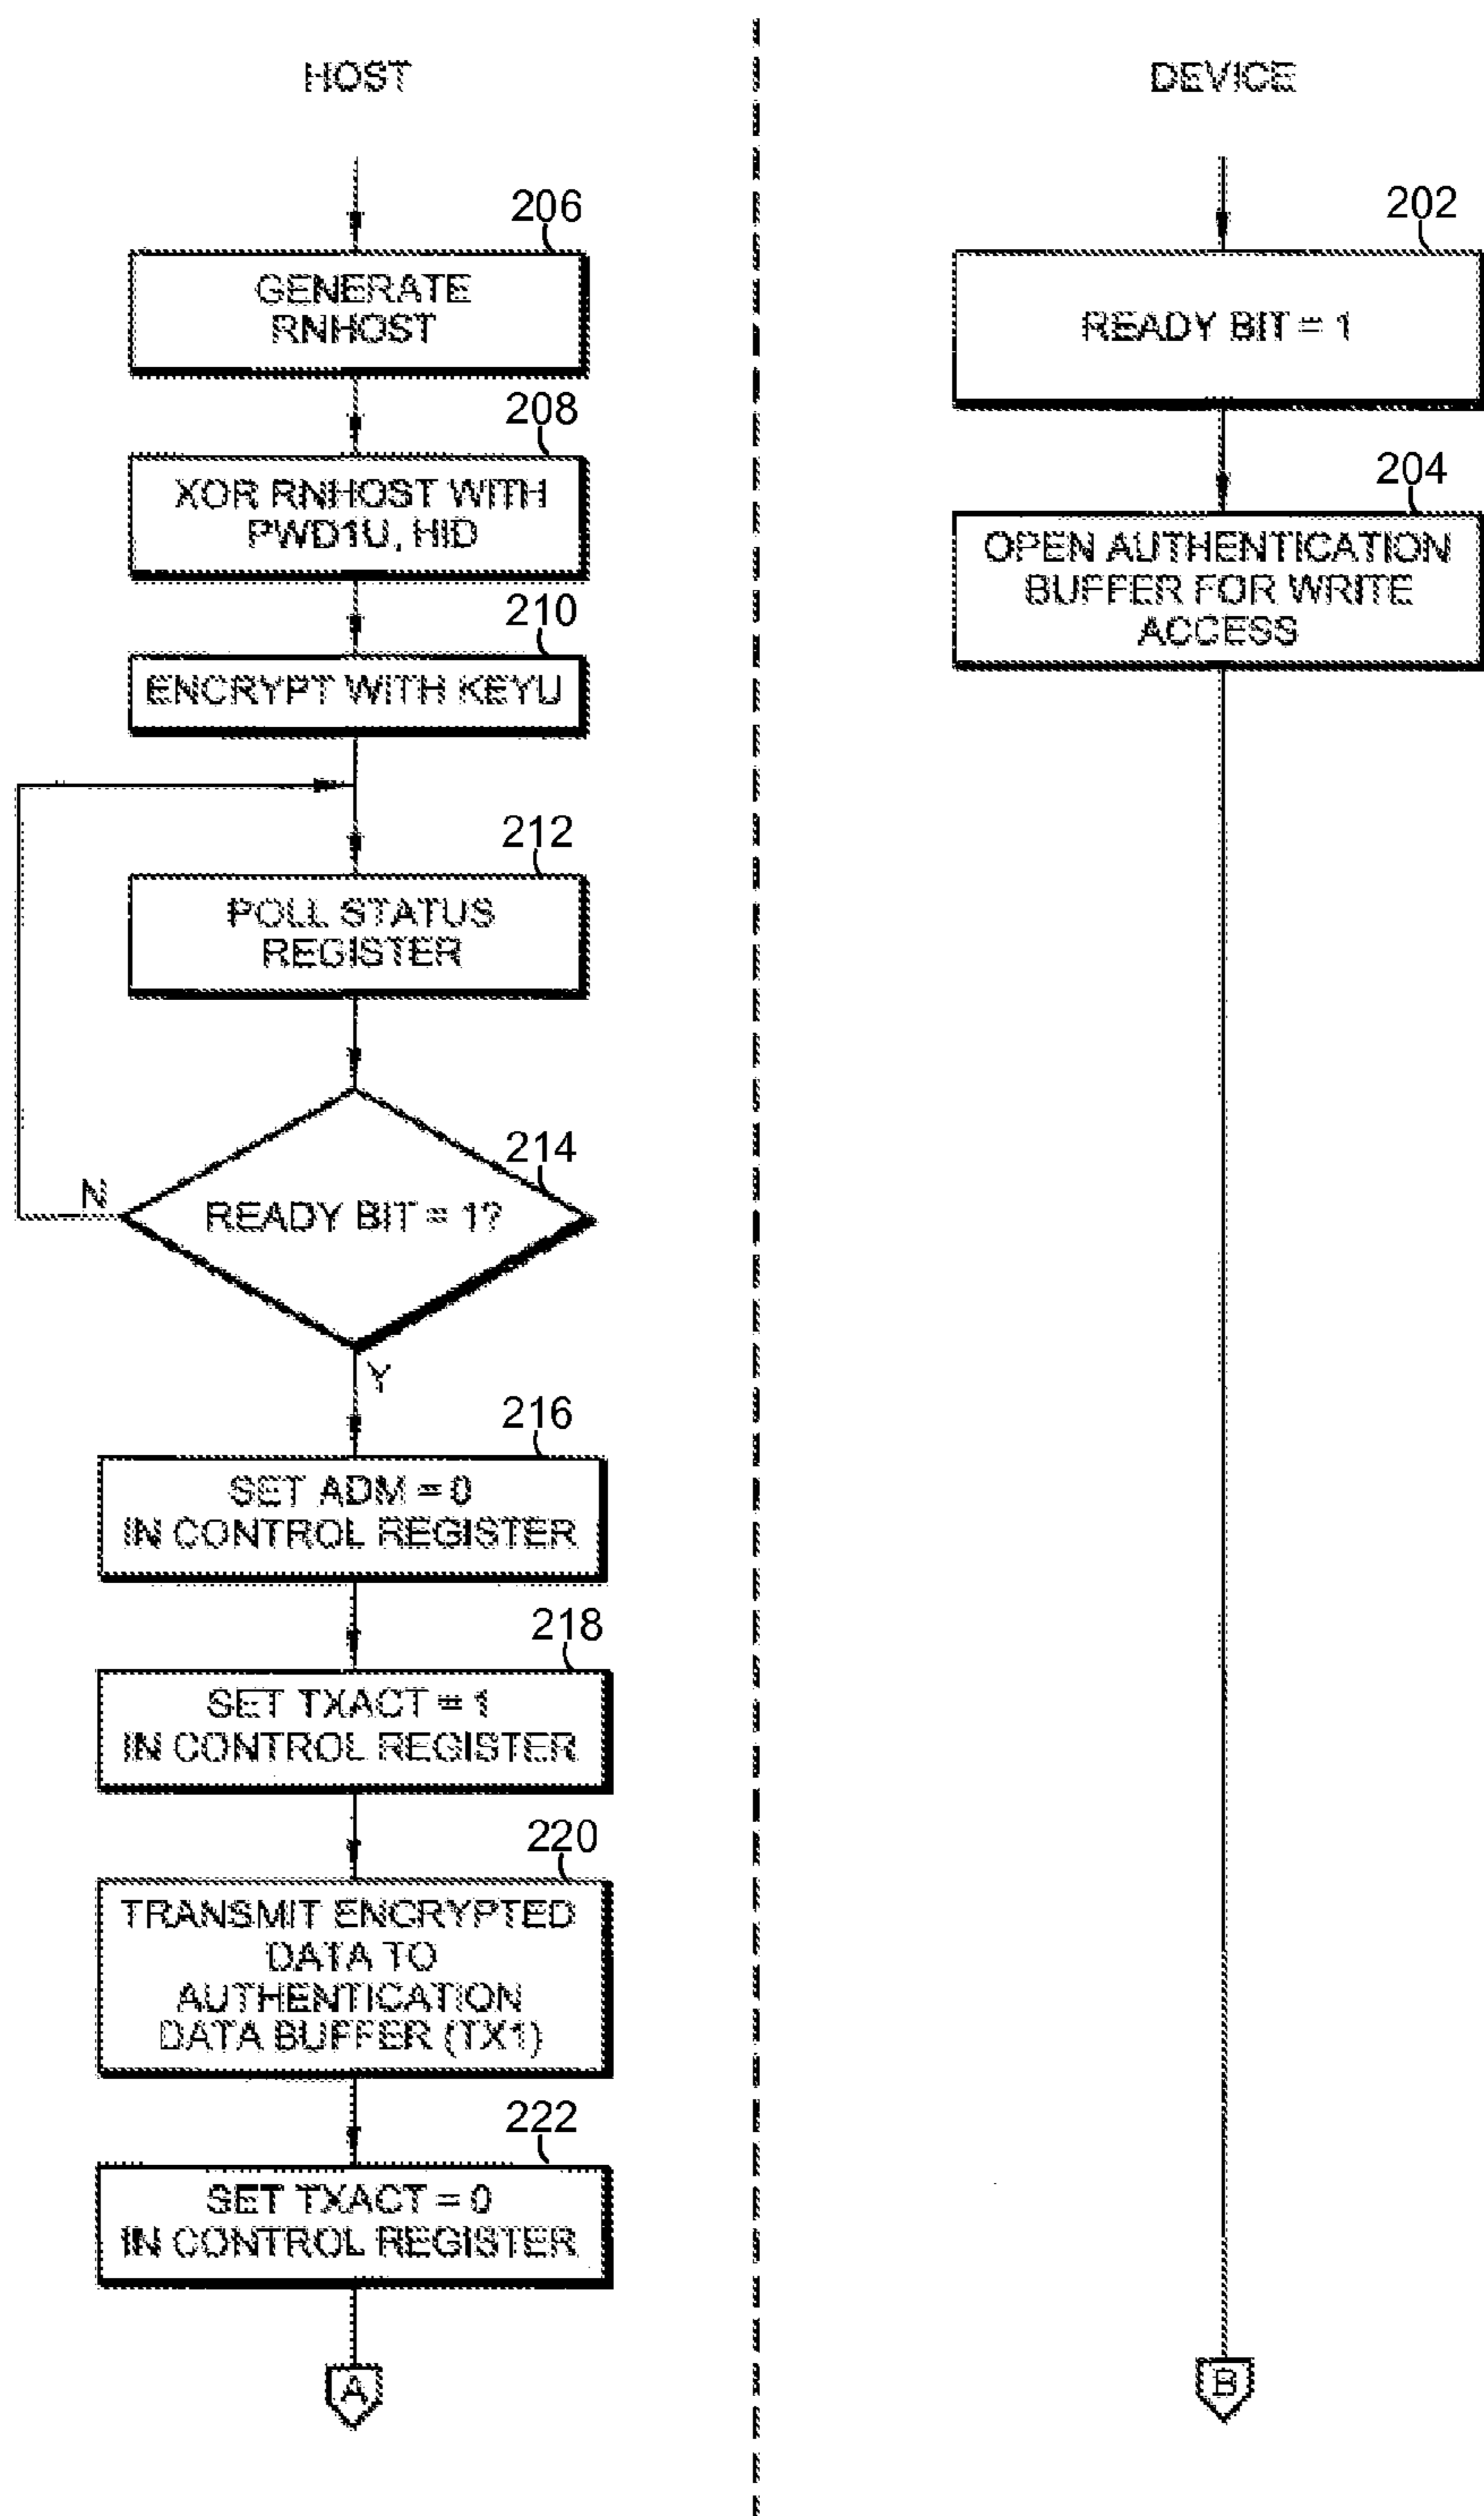 HOST
206
GENERATE
RNHOST
208
XOR RNHOST WITH
PWD1U, HID
210
ENCRYPT WITH KEYU
212
POLL STATUS
REGISTER
214
READY BIT = 1?
N
Y
216
SET ADM = 0
IN CONTROL REGISTER
218
SET TXACT = 1
IN CONTROL REGISTER
220
TRANSMIT ENCRYPTED
DATA TO
AUTHENTICATION
DATA BUFFER (TX1)
222
SET TXACT = 0
IN CONTROL REGISTER
A
DEVICE
202
READY BIT = 1
204
OPEN AUTHENTICATION
BUFFER FOR WRITE
ACCESS
B